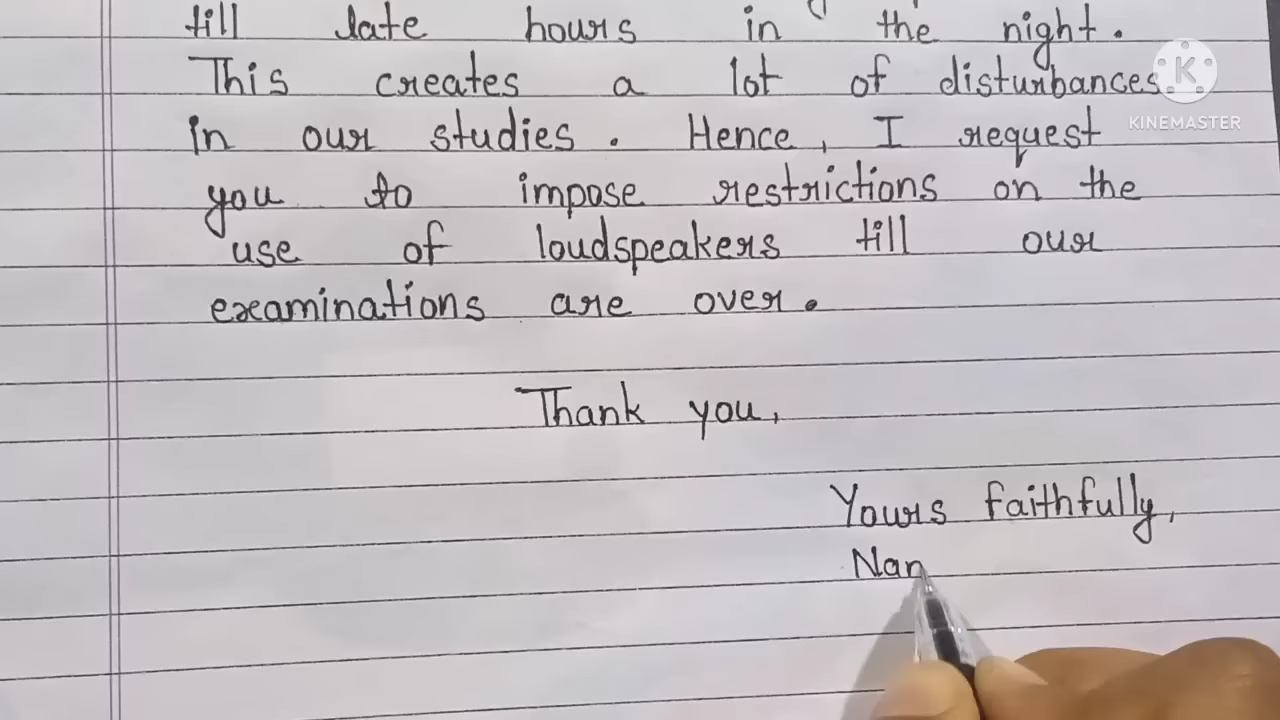 till late hours in the night.
This creates a lot of disturbances
in our studies. Hence, I request
you to impose restrictions on the
use of loudspeakers till our
examinations are over.
Thank you,
Yours faithfully,
Nan
K
KINEMASTER